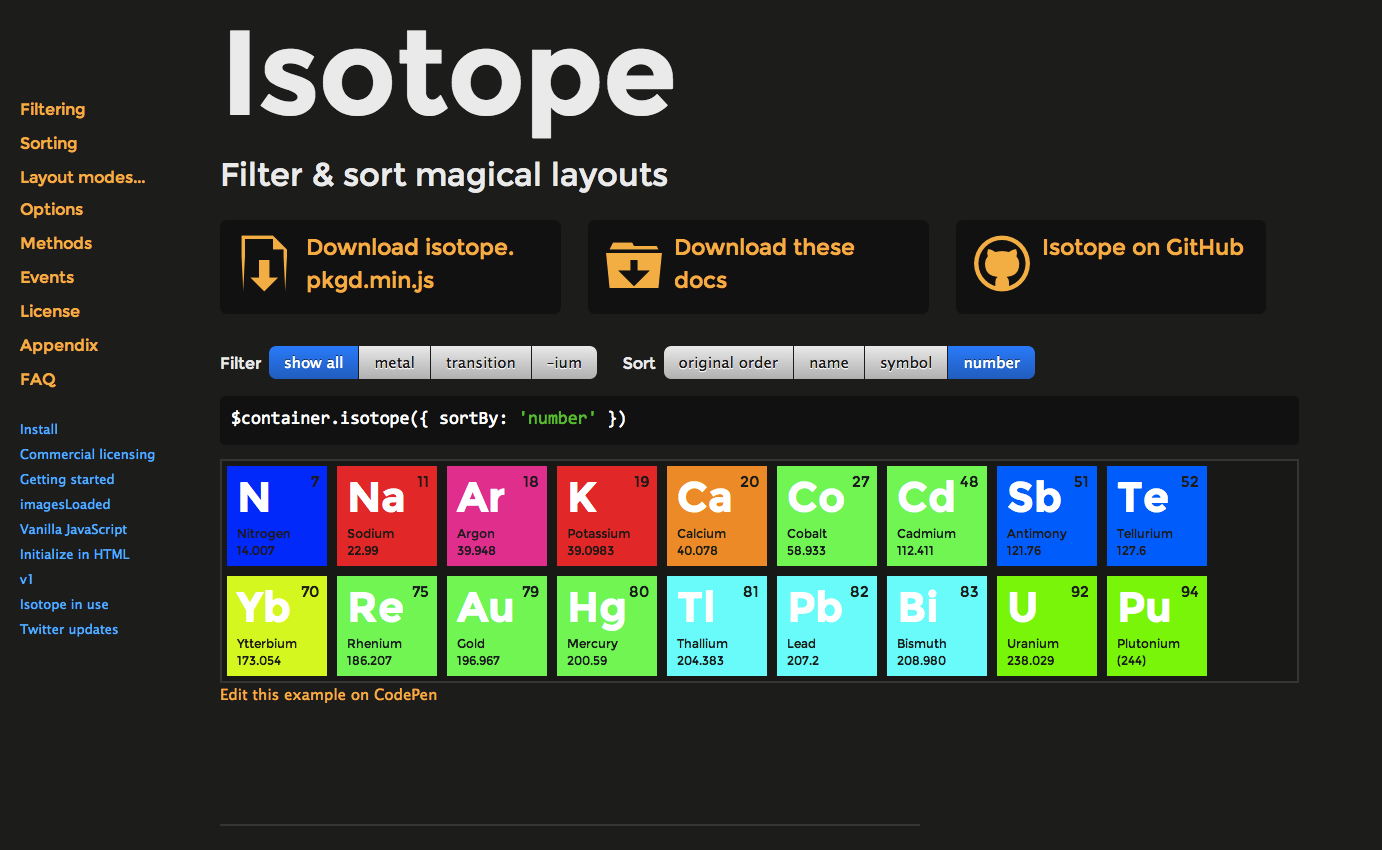 Isotope
Filter & sort magical layouts
Filtering
Sorting
Layout modes...
Options
Methods
Events
License
Appendix
FAQ
Install
Commercial licensing
Getting started
imagesLoaded
Vanilla JavaScript
Initialize in HTML
v1
Isotope in use
Twitter updates
Download isotope.
pkgd.min.js
Download these
docs
Isotope on GitHub
Filter show all metal transition -ium Sort original order name symbol number
$container.isotope({ sortBy: 'number' })
N 7
Nitrogen
14.007
Na 11
Sodium
22.99
Ar 18
Argon
39.948
K 19
Potassium
39.0983
Ca 20
Calcium
40.078
Co 27
Cobalt
58.933
Cd 48
Cadmium
112.411
Sb 51
Antimony
121.76
Te 52
Tellurium
127.6
Yb 70
Ytterbium
173.054
Re 75
Rhenium
186.207
Au 79
Gold
196.967
Hg 80
Mercury
200.59
Tl 81
Thallium
204.383
Pb 82
Lead
207.2
Bi 83
Bismuth
208.980
U 92
Uranium
238.029
Pu 94
Plutonium
(244)
Edit this example on CodePen